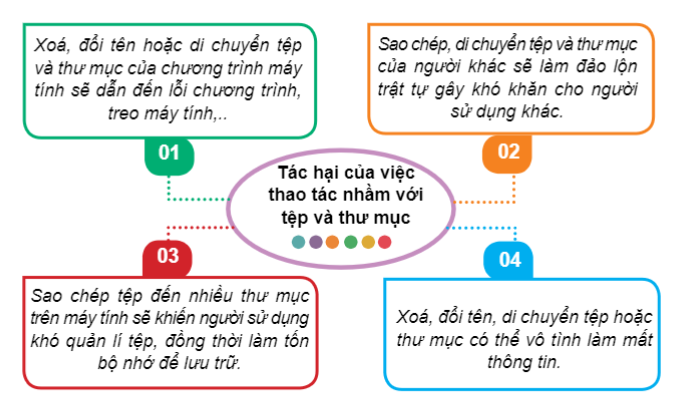 Xoá, đổi tên hoặc di chuyển tệp
và thư mục của chương trình máy
tính sẽ dẫn đến lỗi chương trình,
treo máy tính,..
01
Sao chép, di chuyển tệp và thư mục
của người khác sẽ làm đảo lộn
trật tự gây khó khăn cho người
sử dụng khác.
02
Tác hại của việc
thao tác nhầm với
tệp và thư mục
03
Sao chép tệp đến nhiều thư mục
trên máy tính sẽ khiến người sử dụng
khó quản lí tệp, đồng thời làm tốn
bộ nhớ để lưu trữ.
04
Xoá, đổi tên, di chuyển tệp hoặc
thư mục có thể vô tình làm mất
thông tin.